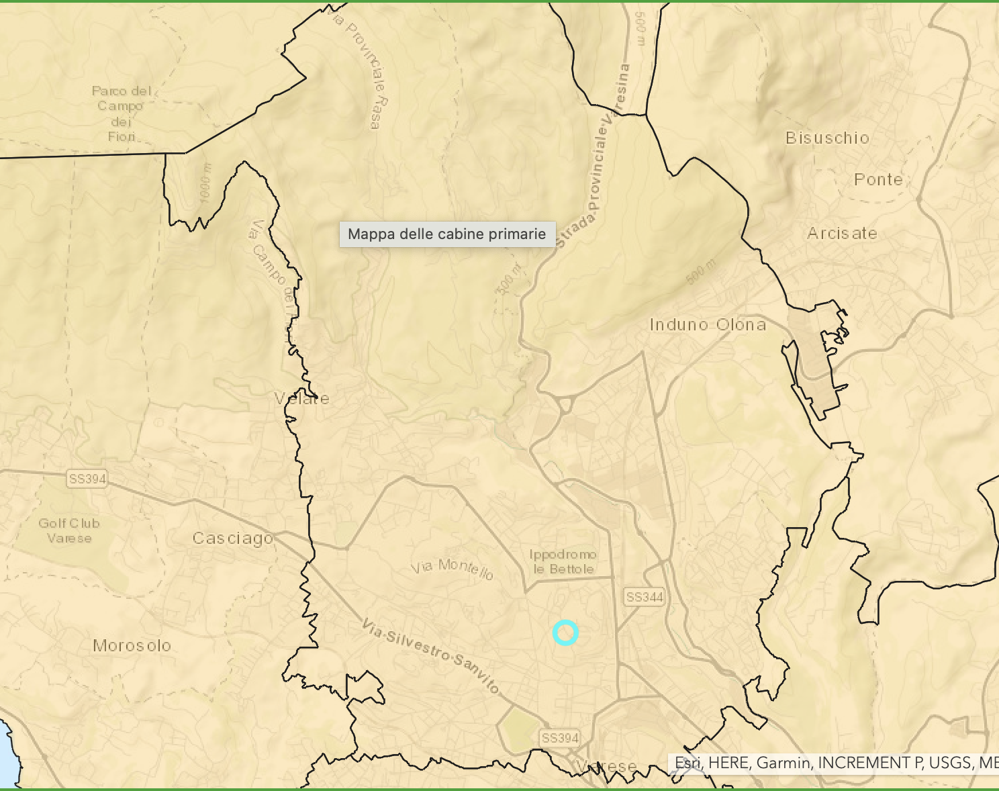 Via Provinciale Rasa
500 m
Strada Provinciale Varesina
Parco del
Campo
dei
Fiori
Bisuschio
1000 m
Ponte
Via Campo dei
Mappa delle cabine primarie
Arcisate
500 m
500 m
Induno Olona
Velate
SS394
Golf Club
Varese
Casciago
Via Montello
Ippodromo
le Bettole
SS344
Via Silvestro Sanvito
Morosolo
SS394
Varese
Esri, HERE, Garmin, INCREMENT P, USGS, ME